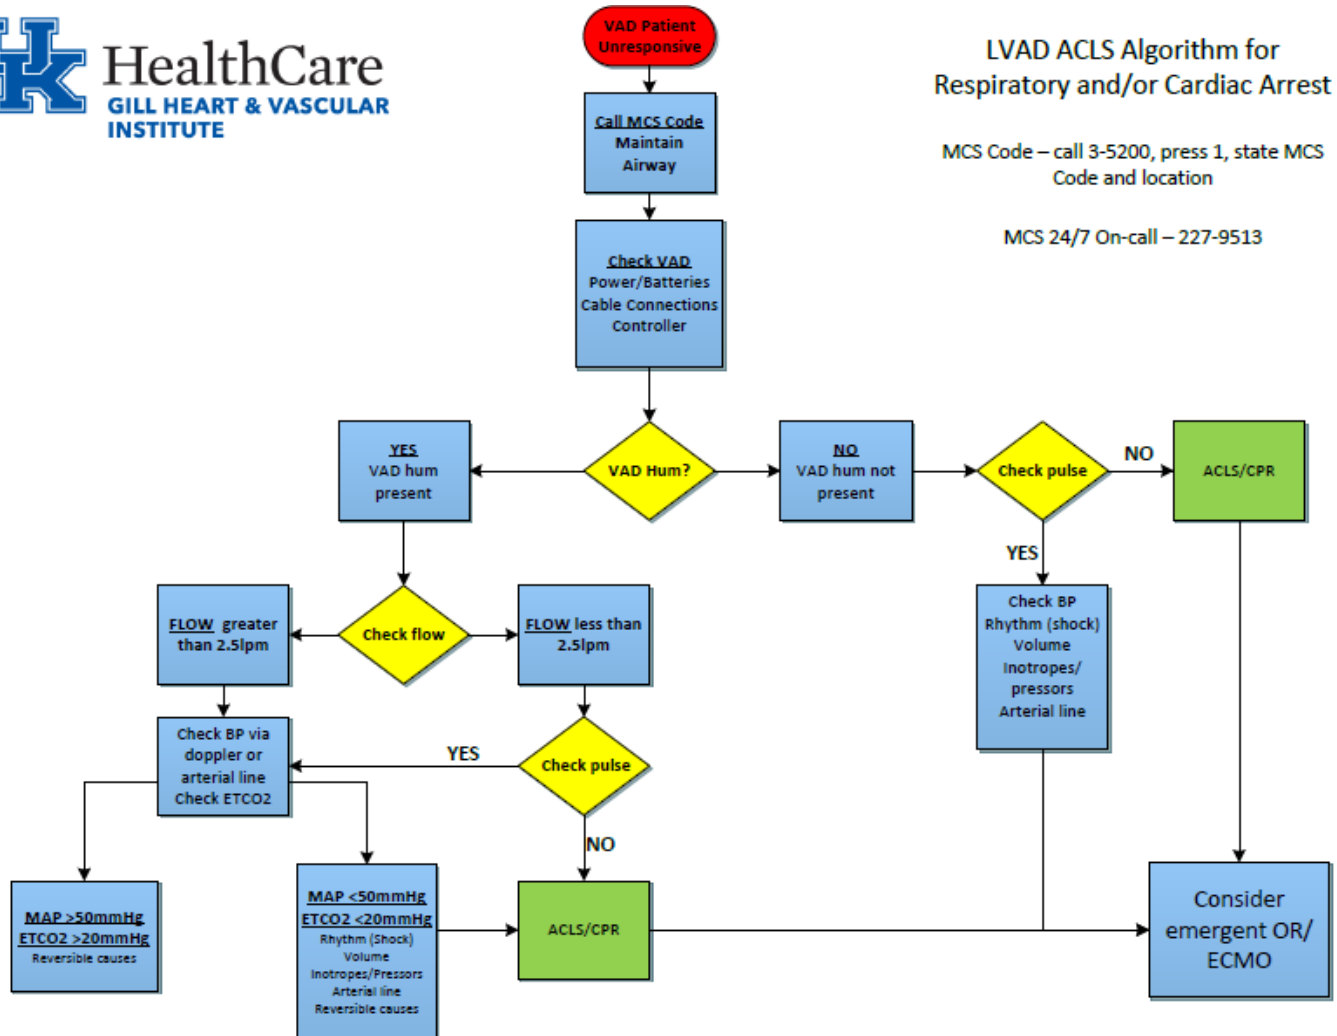 UK
HealthCare
GILL HEART & VASCULAR
INSTITUTE
LVAD ACLS Algorithm for
Respiratory and/or Cardiac Arrest
MCS Code – call 3-5200, press 1, state MCS
Code and location
MCS 24/7 On-call – 227-9513
VAD Patient
Unresponsive
Call MCS Code
Maintain
Airway
Check VAD
Power/Batteries
Cable Connections
Controller
YES
VAD hum
present
VAD Hum?
NO
VAD hum not
present
Check pulse
NO
ACLS/CPR
YES
FLOW greater
than 2.5lpm
Check flow
FLOW less than
2.5lpm
Check BP
Rhythm (shock)
Volume
Inotropes/
pressors
Arterial line
Check BP via
doppler or
arterial line
Check ETCO2
YES
Check pulse
NO
MAP >50mmHg
ETCO2 >20mmHg
Reversible causes
MAP <50mmHg
ETCO2 <20mmHg
Rhythm (Shock)
Volume
Inotropes/Pressors
Arterial line
Reversible causes
ACLS/CPR
Consider
emergent OR/
ECMO